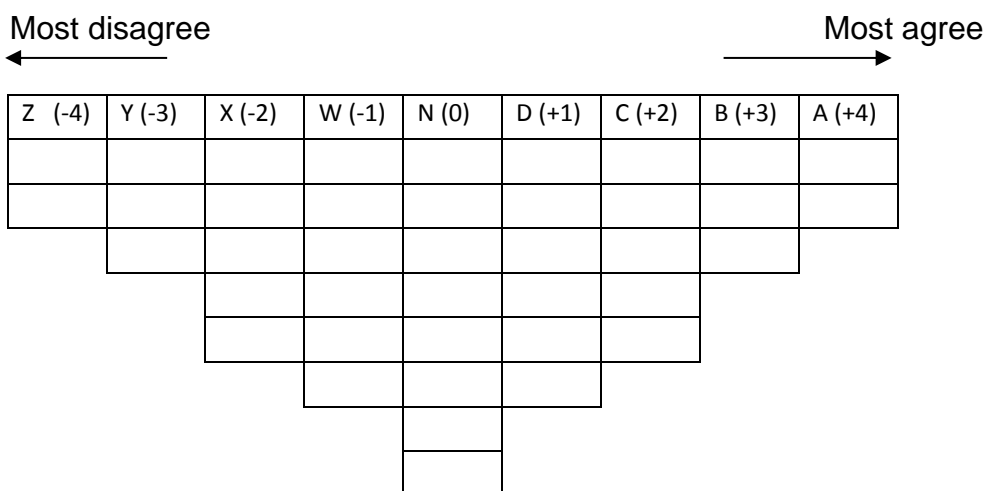 Most disagree Most agree
Z (-4) Y (-3) X (-2) W (-1) N (0) D (+1) C (+2) B (+3) A (+4)